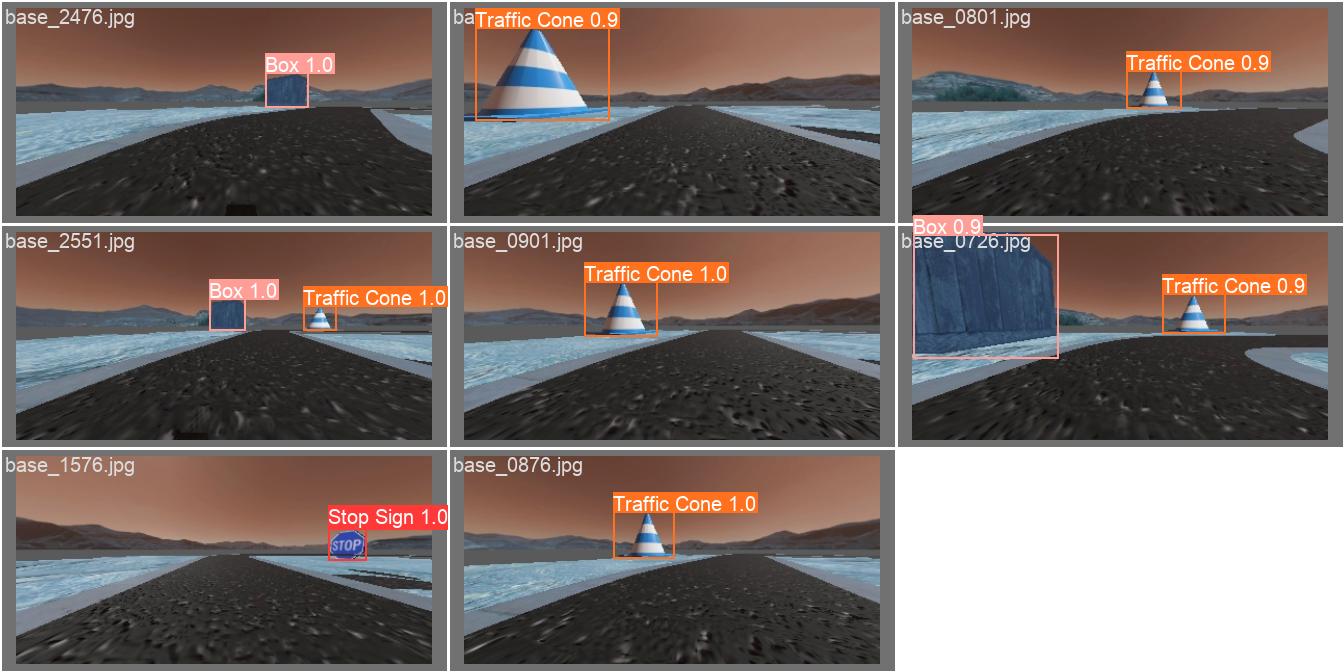 base_2476.jpg
Box 1.0
ba
Traffic Cone 0.9
base_0801.jpg
Traffic Cone 0.9
base_2551.jpg
Box 1.0
Traffic Cone 1.0
base_0901.jpg
Traffic Cone 1.0
Box 0.9
base_0726.jpg
Traffic Cone 0.9
base_1576.jpg
Stop Sign 1.0
STOP
base_0876.jpg
Traffic Cone 1.0